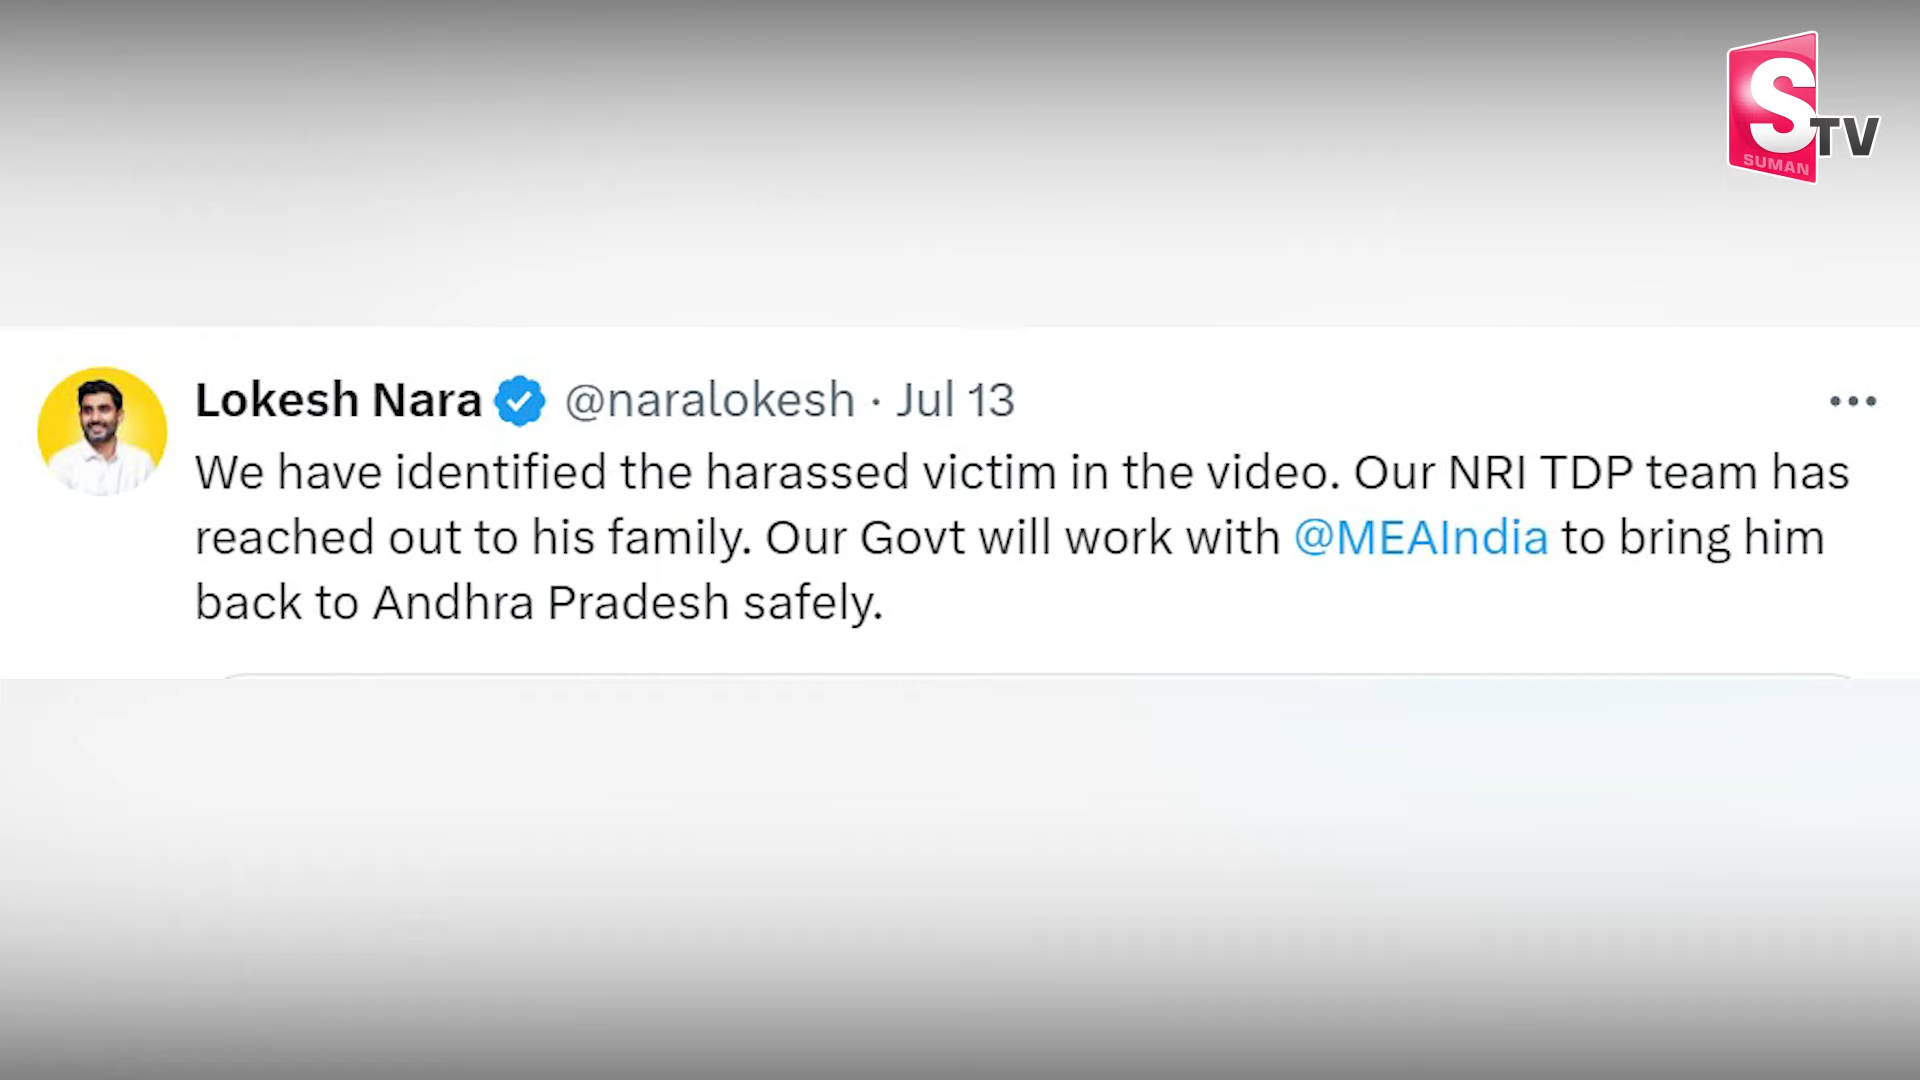 S
TV
SUMAN
Lokesh Nara @naralokesh · Jul 13
We have identified the harassed victim in the video. Our NRI TDP team has
reached out to his family. Our Govt will work with @MEAIndia to bring him
back to Andhra Pradesh safely.